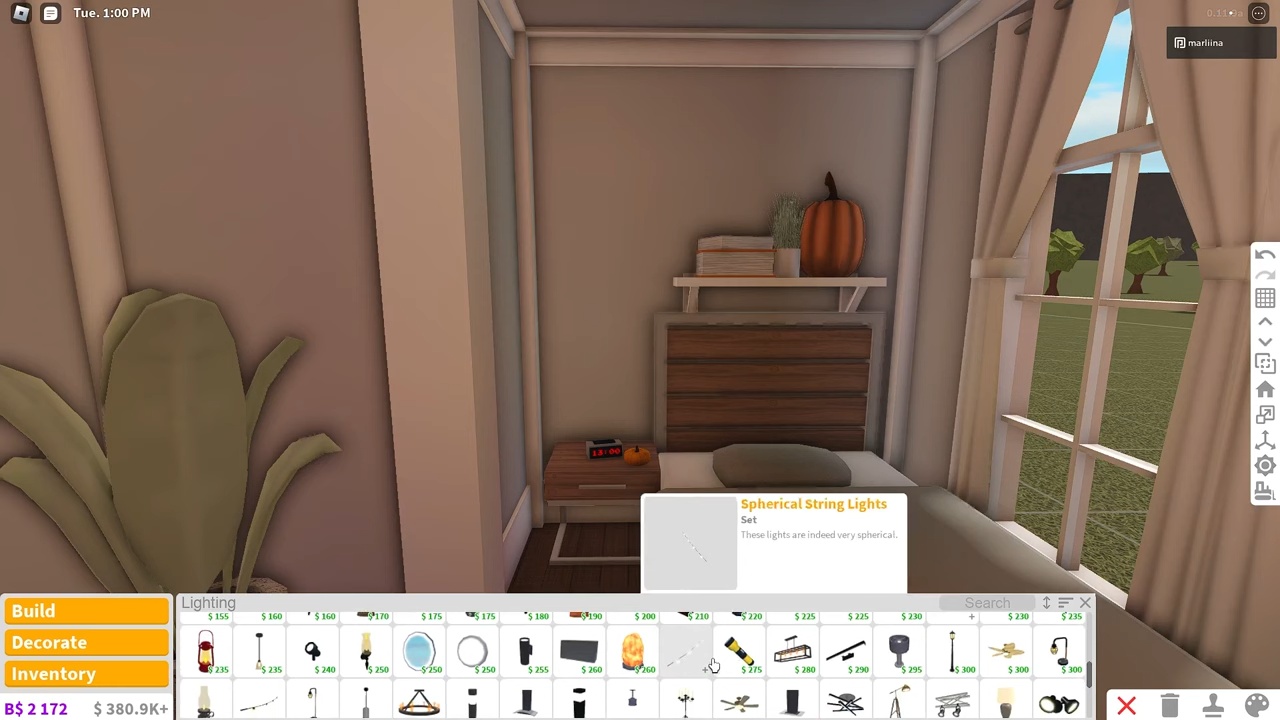 Tue. 1:00 PM
marliina
13:00
Spherical String Lights
Set
These lights are indeed very spherical.
Lighting
Search
Build
Decorate
Inventory
B$ 2 172
$ 380.9K+
$ 155
$ 160
$ 160
$170
$ 175
$ 175
$ 180
$ 190
$ 200
$ 210
$ 220
$ 225
$ 225
+
$ 230
$ 235
$ 235
$ 235
$ 240
$ 250
$ 250
$ 250
$ 255
$ 260
$ 260
+
$ 275
$ 280
$ 290
$ 295
$ 300
$ 300
$ 300